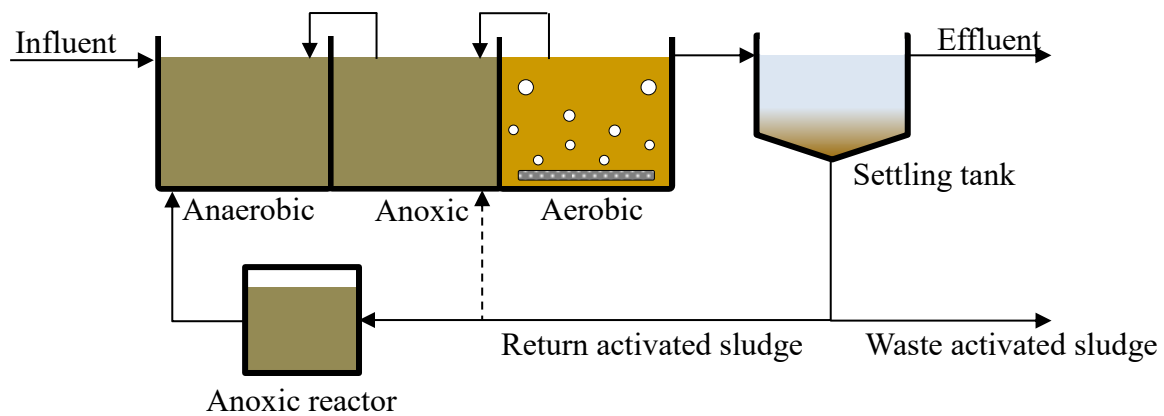 Influent
Effluent
Settling tank
Anaerobic
Anoxic
Aerobic
Return activated sludge
Waste activated sludge
Anoxic reactor